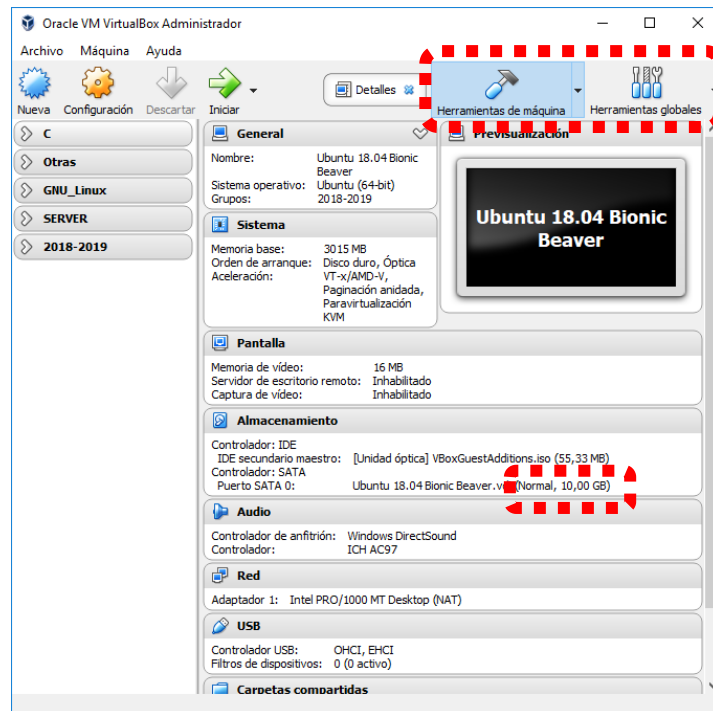 Oracle VM VirtualBox Administrador
Archivo Máquina Ayuda
Nueva Configuración Descartar Iniciar Detalles Herramientas de máquina Herramientas globales
C
Otras
GNU_Linux
SERVER
2018-2019
General
Nombre: Ubuntu 18.04 Bionic
Beaver
Sistema operativo: Ubuntu (64-bit)
Grupos: 2018-2019
Sistema
Memoria base: 3015 MB
Orden de arranque: Disco duro, Óptica
Aceleración: VT-x/AMD-V,
Paginación anidada,
Paravirtualización
KVM
Previsualización
Ubuntu 18.04 Bionic
Beaver
Pantalla
Memoria de vídeo: 16 MB
Servidor de escritorio remoto: Inhabilitado
Captura de vídeo: Inhabilitado
Almacenamiento
Controlador: IDE
IDE secundario maestro: [Unidad óptica] VBoxGuestAdditions.iso (55,33 MB)
Controlador: SATA
Puerto SATA 0: Ubuntu 18.04 Bionic Beaver. (Normal, 10,00 GB)
Audio
Controlador de anfitrión: Windows DirectSound
Controlador: ICH AC97
Red
Adaptador 1: Intel PRO/1000 MT Desktop (NAT)
USB
Controlador USB: OHCI, EHCI
Filtros de dispositivos: 0 (0 activo)
Carpetas compartidas